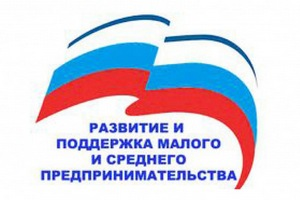 РАЗВИТИЕ И
ПОДДЕРЖКА МАЛОГО
И СРЕДНЕГО
ПРЕДПРИНИМАТЕЛЬСТВА